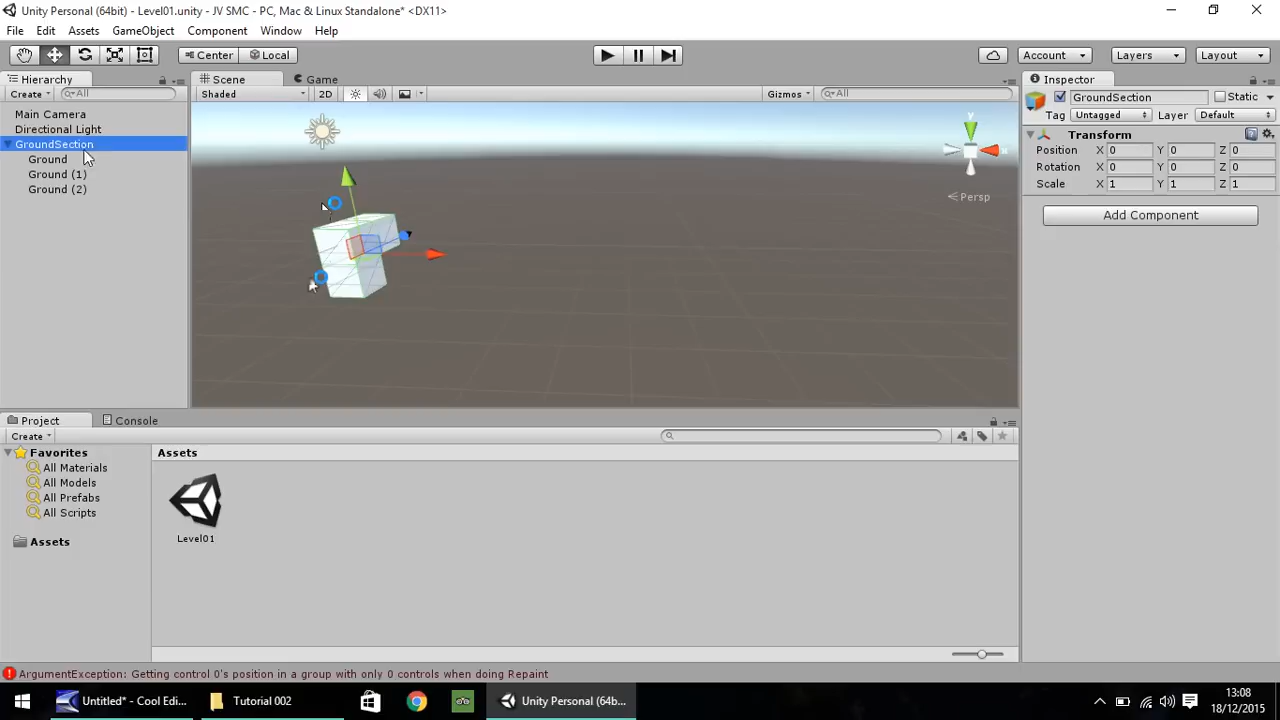 Unity Personal (64bit) - Level01.unity - JV SMC - PC, Mac & Linux Standalone* <DX11>
File Edit Assets GameObject Component Window Help
Center Local Account Layers Layout
Hierarchy Scene Game Inspector
Create All Shaded 2D Gizmos All GroundSection Static
Main Camera Tag Untagged Layer Default
Directional Light Transform
GroundSection Position X 0 Y 0 Z 0
Ground Rotation X 0 Y 0 Z 0
Ground (1) Scale X 1 Y 1 Z 1
Ground (2) y x Persp
Add Component
Project Console
Create
Favorites Assets
All Materials
All Models
All Prefabs
All Scripts
Level01
Assets
ArgumentException: Getting control 0's position in a group with only 0 controls when doing Repaint
Untitled* - Cool Edi... Tutorial 002 Unity Personal (64bi... 13:08
18/12/2015